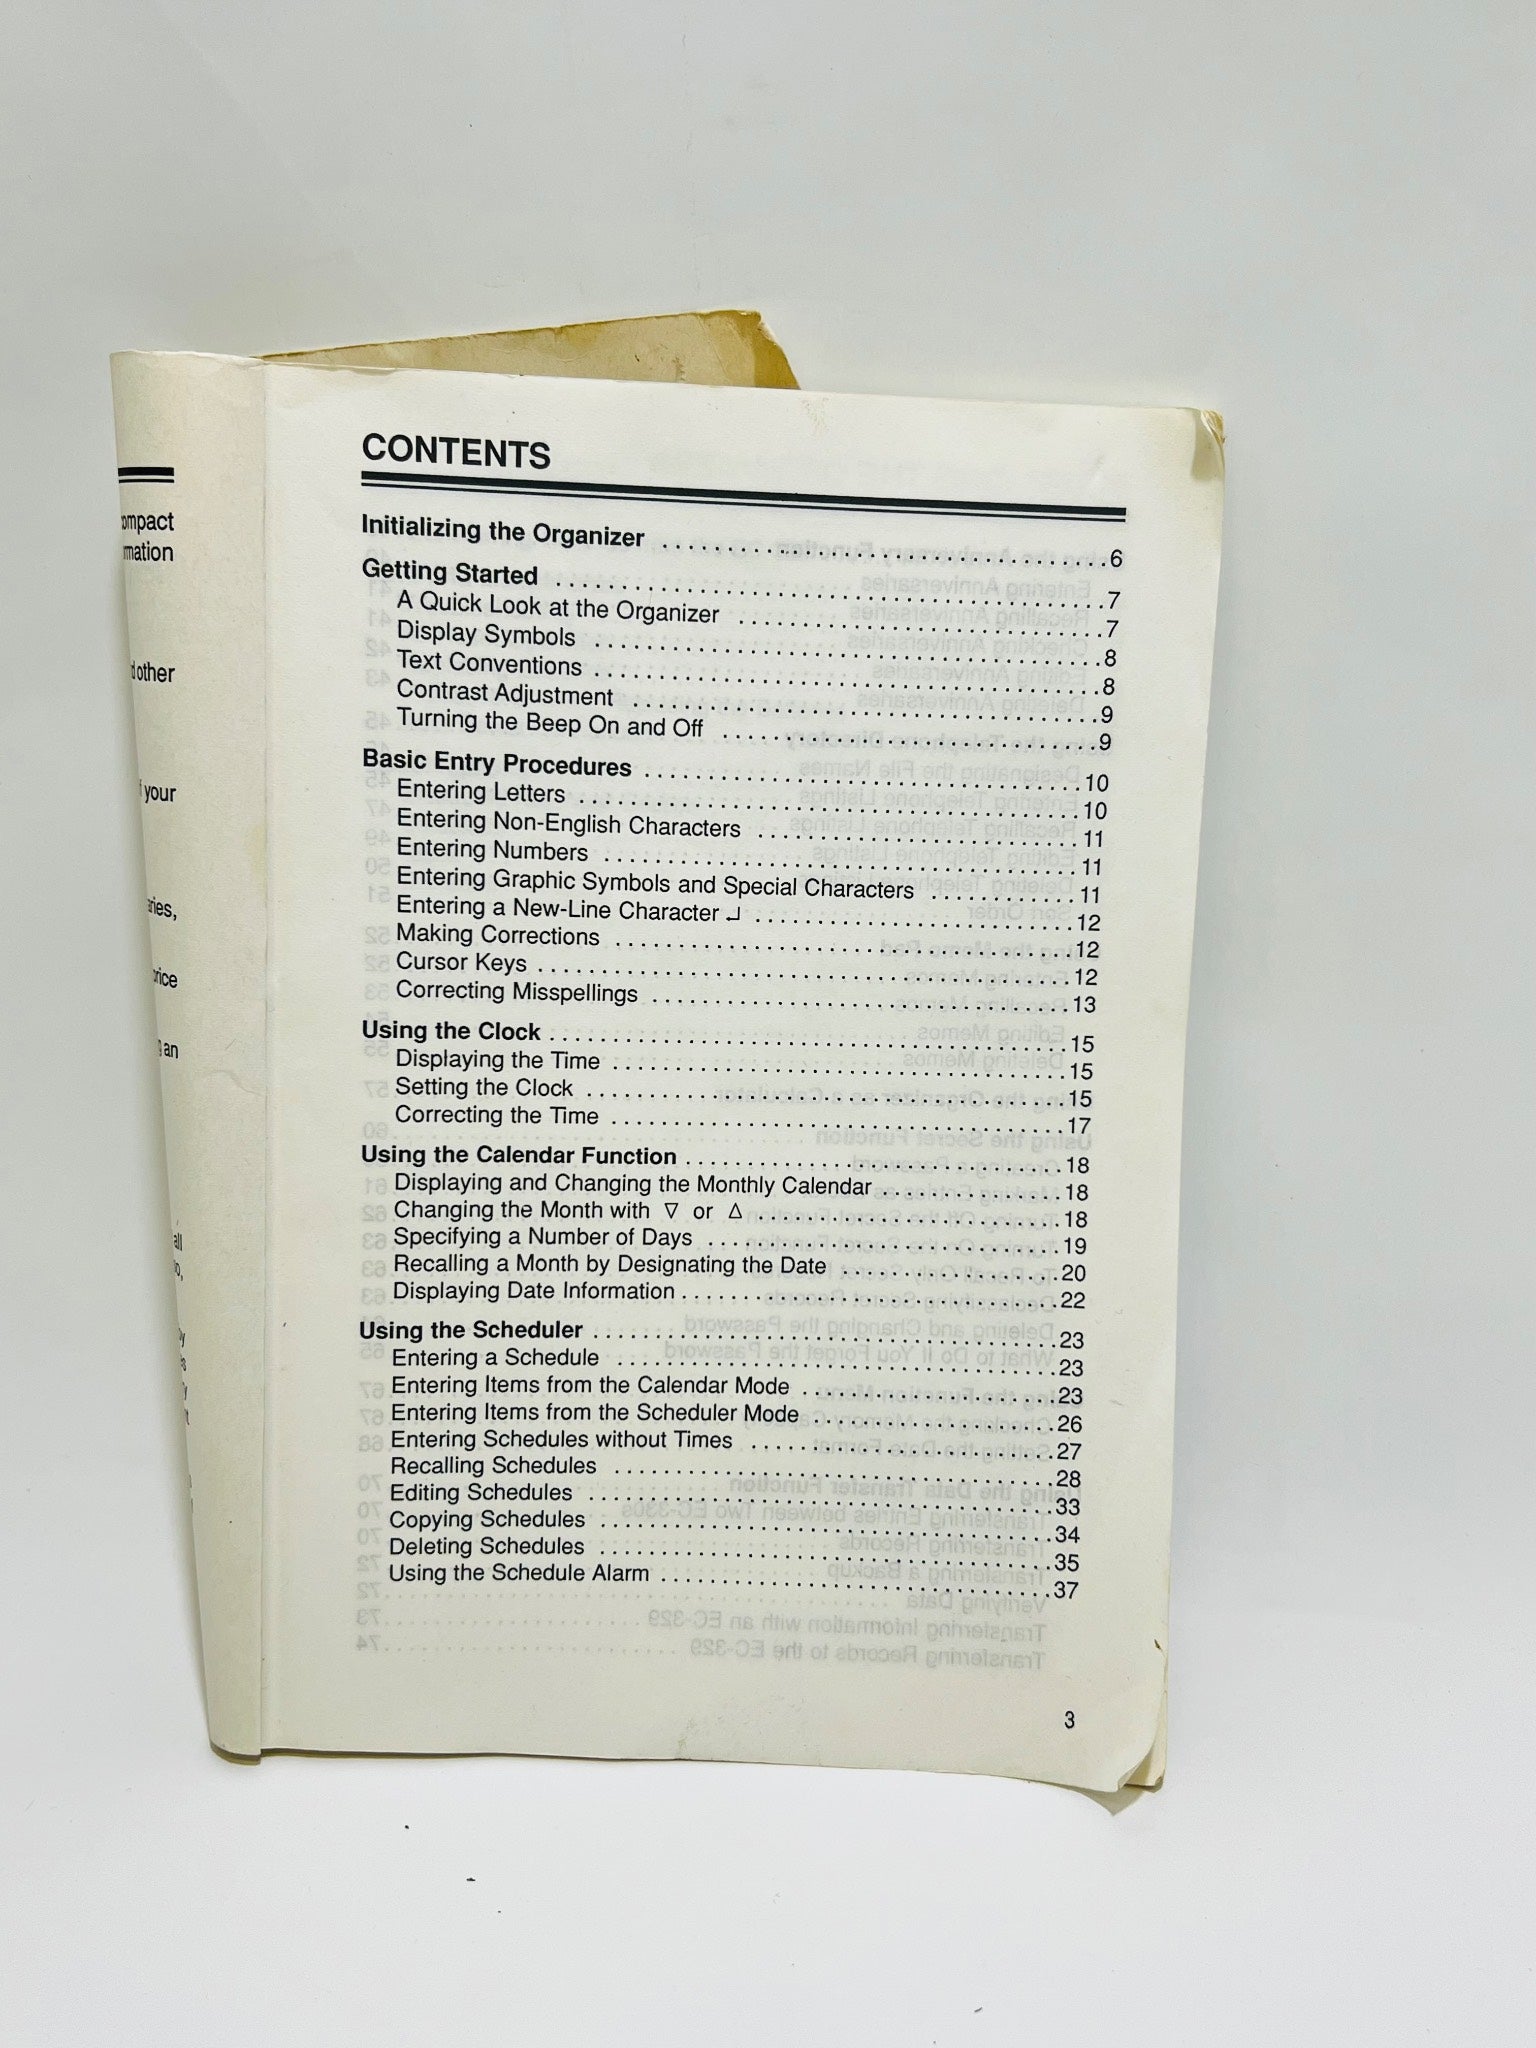 ompact
rmation
d other
f your
ries,
price
g an
all
CONTENTS
Initializing the Organizer ........................................6
Getting Started ........................................7
A Quick Look at the Organizer ........................................7
Display Symbols ........................................8
Text Conventions ........................................8
Contrast Adjustment ........................................9
Turning the Beep On and Off ........................................9
Basic Entry Procedures ........................................10
Entering Letters ........................................10
Entering Non-English Characters ........................................11
Entering Numbers ........................................11
Entering Graphic Symbols and Special Characters .............11
Entering a New-Line Character ↵ ........................................12
Making Corrections ........................................12
Cursor Keys ........................................12
Correcting Misspellings ........................................13
Using the Clock ........................................15
Displaying the Time ........................................15
Setting the Clock ........................................15
Correcting the Time ........................................17
Using the Calendar Function ........................................18
Displaying and Changing the Monthly Calendar ..............18
Changing the Month with ▽ or △ ........................................18
Specifying a Number of Days ........................................19
Recalling a Month by Designating the Date .................20
Displaying Date Information ........................................22
Using the Scheduler ........................................23
Entering a Schedule ........................................23
Entering Items from the Calendar Mode ....................23
Entering Items from the Scheduler Mode ...................26
Entering Schedules without Times ........................................27
Recalling Schedules ........................................28
Editing Schedules ........................................33
Copying Schedules ........................................34
Deleting Schedules ........................................35
Using the Schedule Alarm ........................................37
3